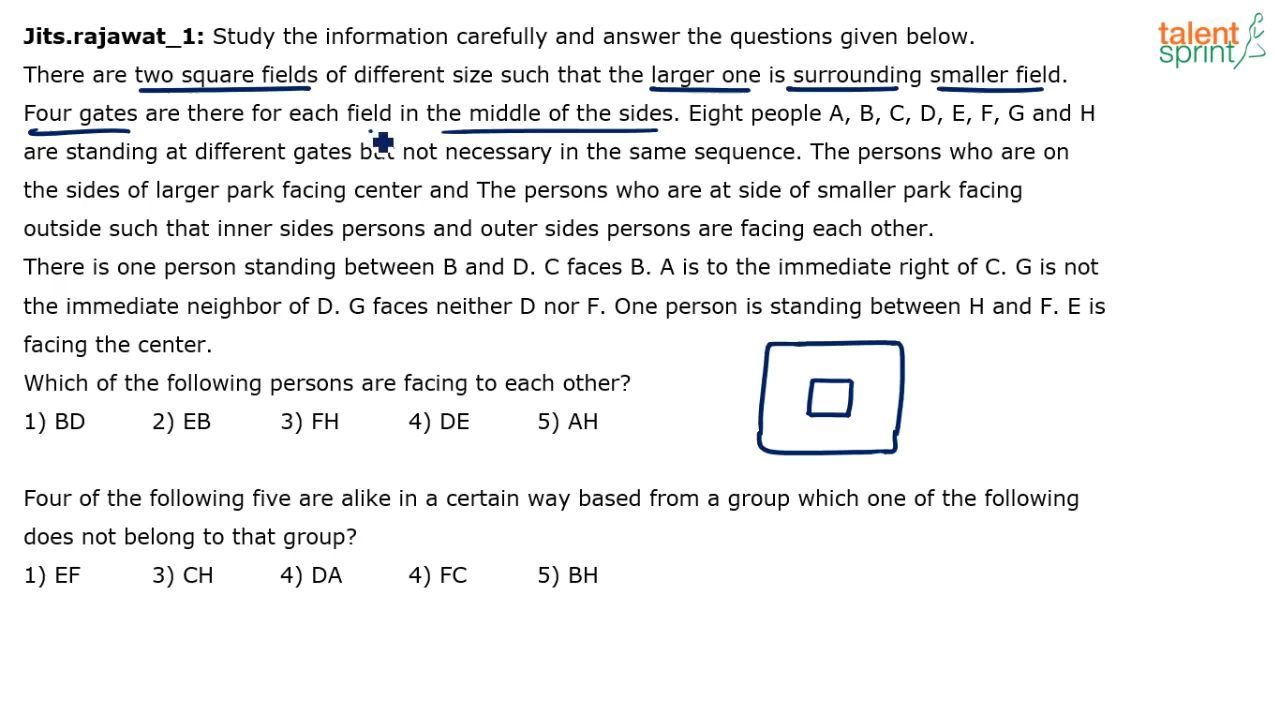 Jits.rajawat_1: Study the information carefully and answer the questions given below.
talent
sprint
There are two square fields of different size such that the larger one is surrounding smaller field.
Four gates are there for each field in the middle of the sides. Eight people A, B, C, D, E, F, G and H
are standing at different gates but not necessary in the same sequence. The persons who are on
the sides of larger park facing center and The persons who are at side of smaller park facing
outside such that inner sides persons and outer sides persons are facing each other.
There is one person standing between B and D. C faces B. A is to the immediate right of C. G is not
the immediate neighbor of D. G faces neither D nor F. One person is standing between H and F. E is
facing the center.
Which of the following persons are facing to each other?
1) BD 2) EB 3) FH 4) DE 5) AH
Four of the following five are alike in a certain way based from a group which one of the following
does not belong to that group?
1) EF 3) CH 4) DA 4) FC 5) BH